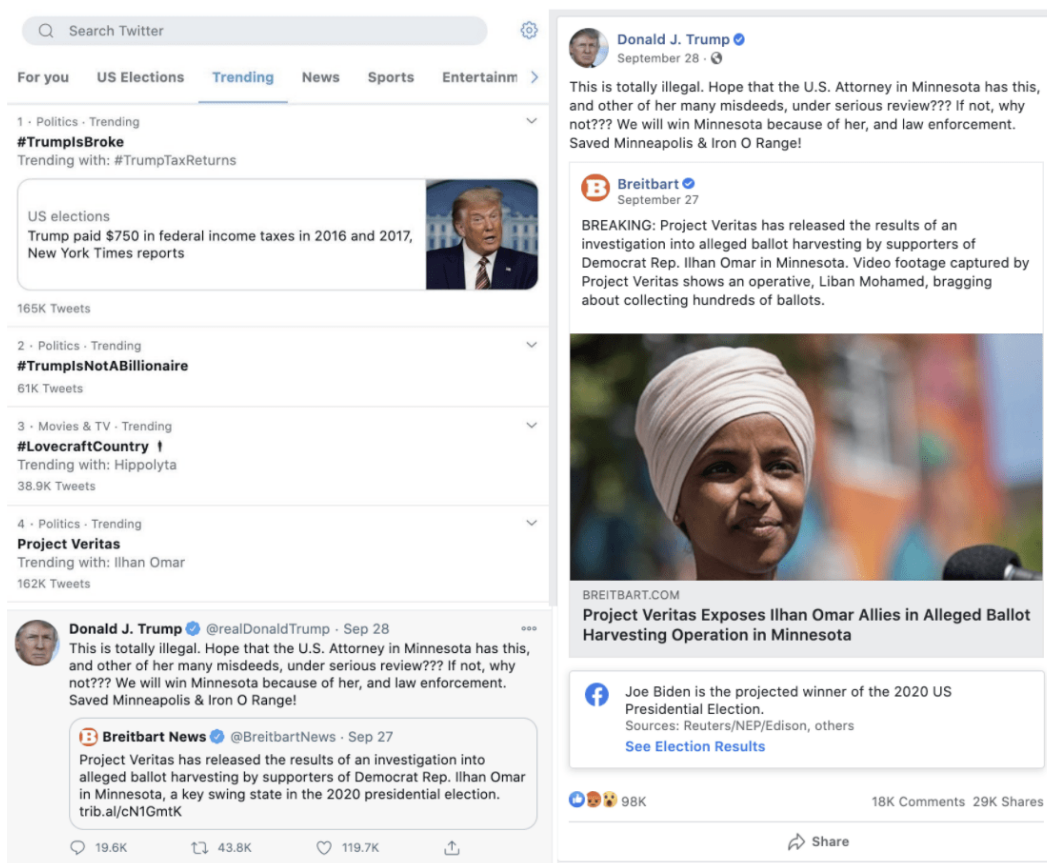 Search Twitter
For you US Elections Trending News Sports Entertainm
1 · Politics · Trending
#TrumpIsBroke
Trending with: #TrumpTaxReturns
US elections
Trump paid $750 in federal income taxes in 2016 and 2017,
New York Times reports
165K Tweets
2 · Politics · Trending
#TrumpIsNotABillionaire
61K Tweets
3 · Movies & TV · Trending
#LovecraftCountry
Trending with: Hippolyta
38.9K Tweets
4 · Politics · Trending
Project Veritas
Trending with: Ilhan Omar
162K Tweets
Donald J. Trump @realDonaldTrump · Sep 28
This is totally illegal. Hope that the U.S. Attorney in Minnesota has this,
and other of her many misdeeds, under serious review??? If not, why
not??? We will win Minnesota because of her, and law enforcement.
Saved Minneapolis & Iron O Range!
B Breitbart News @BreitbartNews · Sep 27
Project Veritas has released the results of an investigation into
alleged ballot harvesting by supporters of Democrat Rep. Ilhan Omar
in Minnesota, a key swing state in the 2020 presidential election.
trib.al/cN1GmtK
19.6K 43.8K 119.7K
Donald J. Trump
September 28 ·
This is totally illegal. Hope that the U.S. Attorney in Minnesota has this,
and other of her many misdeeds, under serious review??? If not, why
not??? We will win Minnesota because of her, and law enforcement.
Saved Minneapolis & Iron O Range!
B Breitbart
September 27
BREAKING: Project Veritas has released the results of an
investigation into alleged ballot harvesting by supporters of
Democrat Rep. Ilhan Omar in Minnesota. Video footage captured by
Project Veritas shows an operative, Liban Mohamed, bragging
about collecting hundreds of ballots.
BREITBART.COM
Project Veritas Exposes Ilhan Omar Allies in Alleged Ballot
Harvesting Operation in Minnesota
Joe Biden is the projected winner of the 2020 US
Presidential Election.
Sources: Reuters/NEP/Edison, others
See Election Results
98K 18K Comments 29K Shares
Share